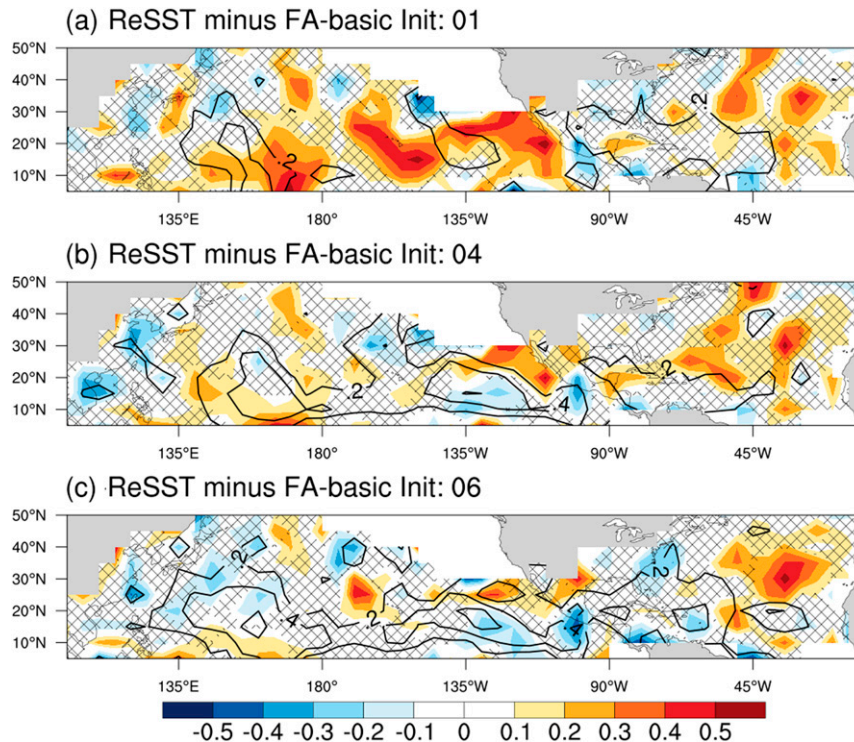 (a) ReSST minus FA-basic Init: 01
50°N
40°N
30°N
20°N
10°N
.2
.2
135°E 180° 135°W 90°W 45°W
(b) ReSST minus FA-basic Init: 04
50°N
40°N
30°N
20°N
10°N
.2
.4
.2
135°E 180° 135°W 90°W 45°W
(c) ReSST minus FA-basic Init: 06
50°N
40°N
30°N
20°N
10°N
.2
.4
.2
.4
.2
135°E 180° 135°W 90°W 45°W
-0.5 -0.4 -0.3 -0.2 -0.1 0 0.1 0.2 0.3 0.4 0.5